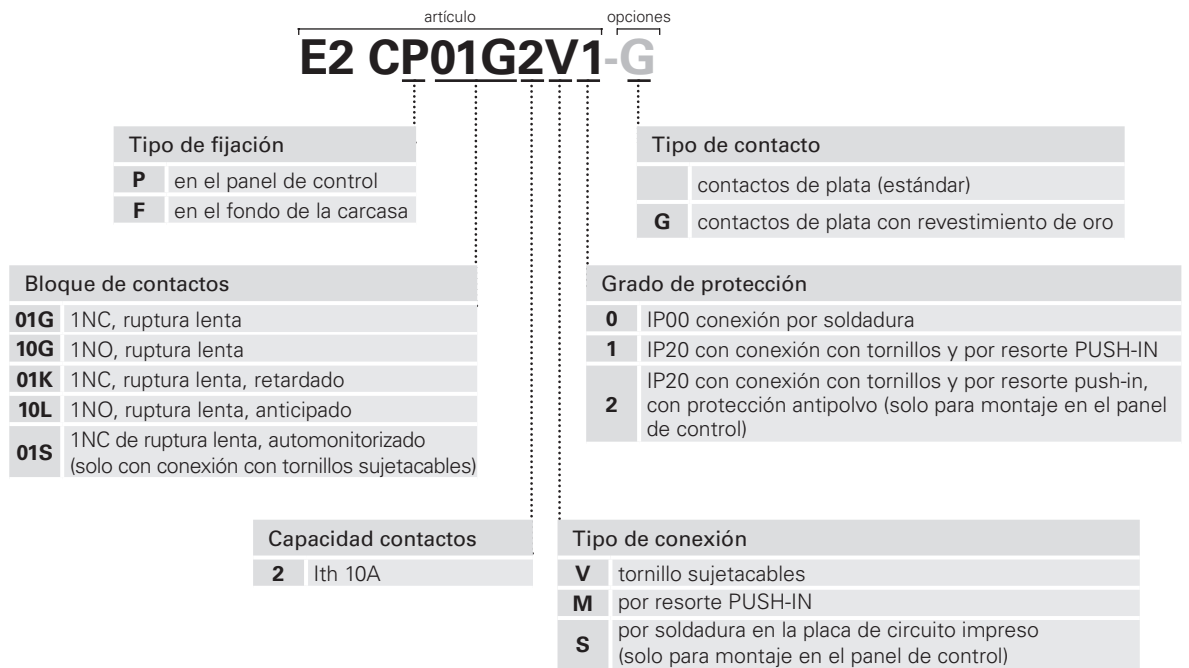 artículo
opciones
E2 CP01G2V1-G
Tipo de fijación
P en el panel de control
F en el fondo de la carcasa
Tipo de contacto
contactos de plata (estándar)
G contactos de plata con revestimiento de oro
Bloque de contactos
01G 1NC, ruptura lenta
10G 1NO, ruptura lenta
01K 1NC, ruptura lenta, retardado
10L 1NO, ruptura lenta, anticipado
01S 1NC de ruptura lenta, automonitorizado
(solo con conexión con tornillos sujetacables)
Grado de protección
0 IP00 conexión por soldadura
1 IP20 con conexión con tornillos y por resorte PUSH-IN
IP20 con conexión con tornillos y por resorte push-in,
2 con protección antipolvo (solo para montaje en el panel
de control)
Capacidad contactos
2 Ith 10A
Tipo de conexión
V tornillo sujetacables
M por resorte PUSH-IN
S por soldadura en la placa de circuito impreso
(solo para montaje en el panel de control)